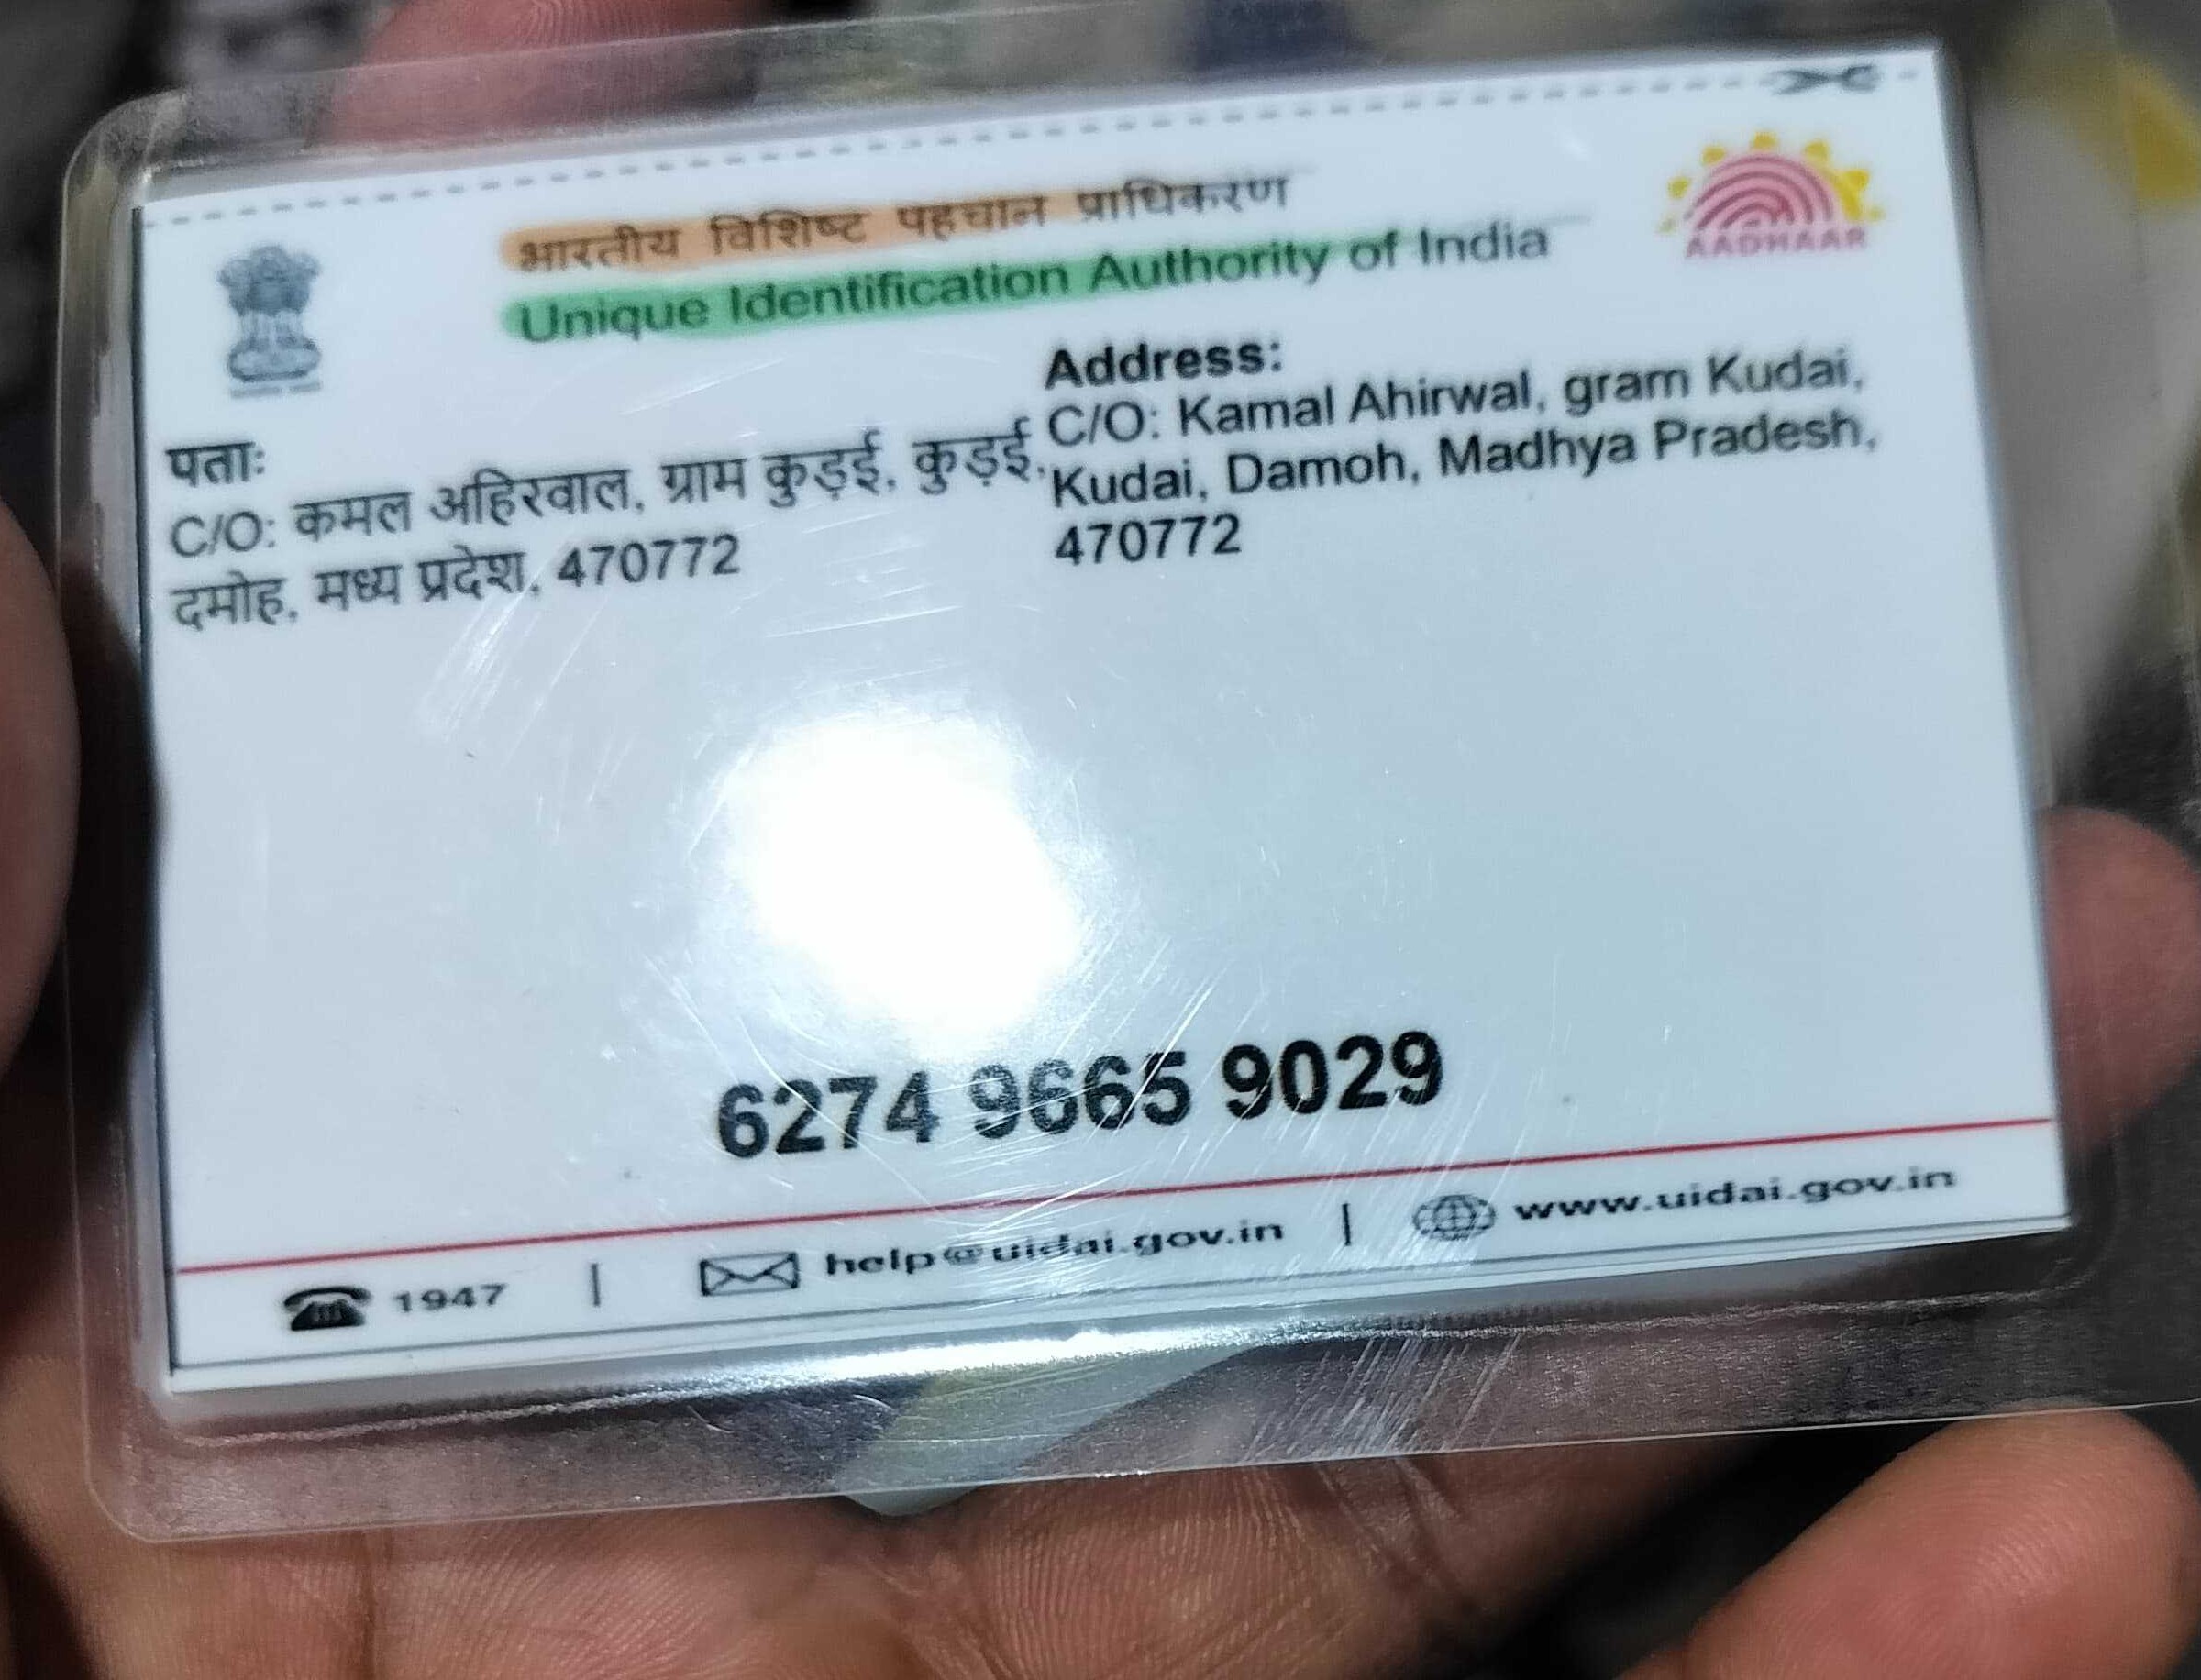 भारतीय विशिष्ट पहचान प्राधिकरण
Unique Identification Authority of India
AADHAAR
पताः
C/O: कमल अहिरवाल, ग्राम कुड़ई, कुड़ई,
दमोह, मध्य प्रदेश, 470772
Address:
C/O: Kamal Ahirwal, gram Kudai,
Kudai, Damoh, Madhya Pradesh,
470772
6274 9665 9029
1947 | help@uidai.gov.in | www.uidai.gov.in